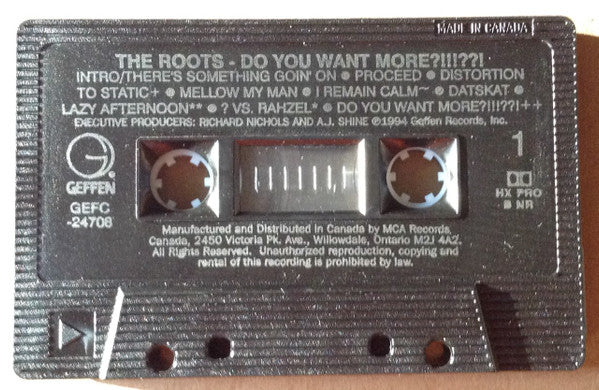 MADE IN CANADA
THE ROOTS - DO YOU WANT MORE?!!!??!
INTRO/THERE'S SOMETHING GOIN' ON ● PROCEED ● DISTORTION
TO STATIC+ ● MELLOW MY MAN ● I REMAIN CALM~ ● DATSKAT ●
LAZY AFTERNOON** ● ? VS. RAHZEL* ● DO YOU WANT MORE?!!!??!++
EXECUTIVE PRODUCERS: RICHARD NICHOLS AND A.J. SHINE ℗1994 Geffen Records, Inc.
G
GEFFEN
GEFC
-24708
1
HX PRO
B NR
Manufactured and Distributed in Canada by MCA Records
Canada, 2450 Victoria Pk. Ave., Willowdale, Ontario M2J 4A2.
All Rights Reserved. Unauthorized reproduction, copying and
rental of this recording is prohibited by law.